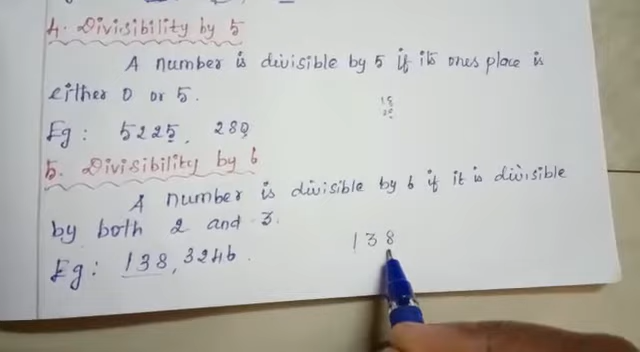 4. Divisibility by 5
A number is divisible by 5 if its ones place is
either 0 or 5.
Eg: 5225, 280
5. Divisibility by 6
A number is divisible by 6 if it is divisible
by both 2 and 3.
138
Eg: 138, 3246.